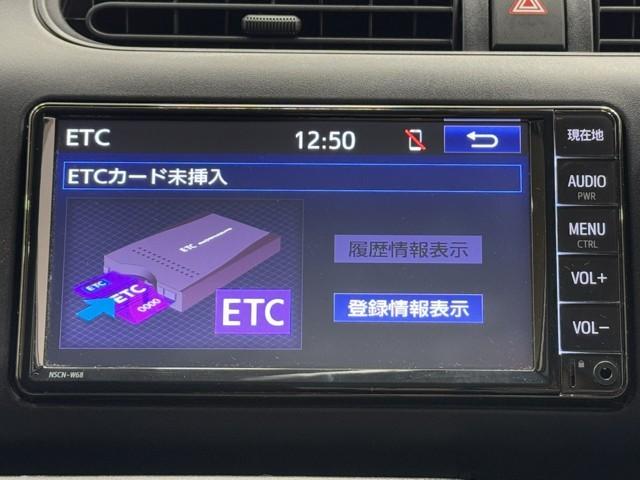 ETC
12:50
現在地
ETCカード未挿入
AUDIO
PWR
ETC
履歴情報表示
MENU
CTRL
ETC
ETC
0000
ETC
登録情報表示
VOL+
VOL-
NSCN-W68